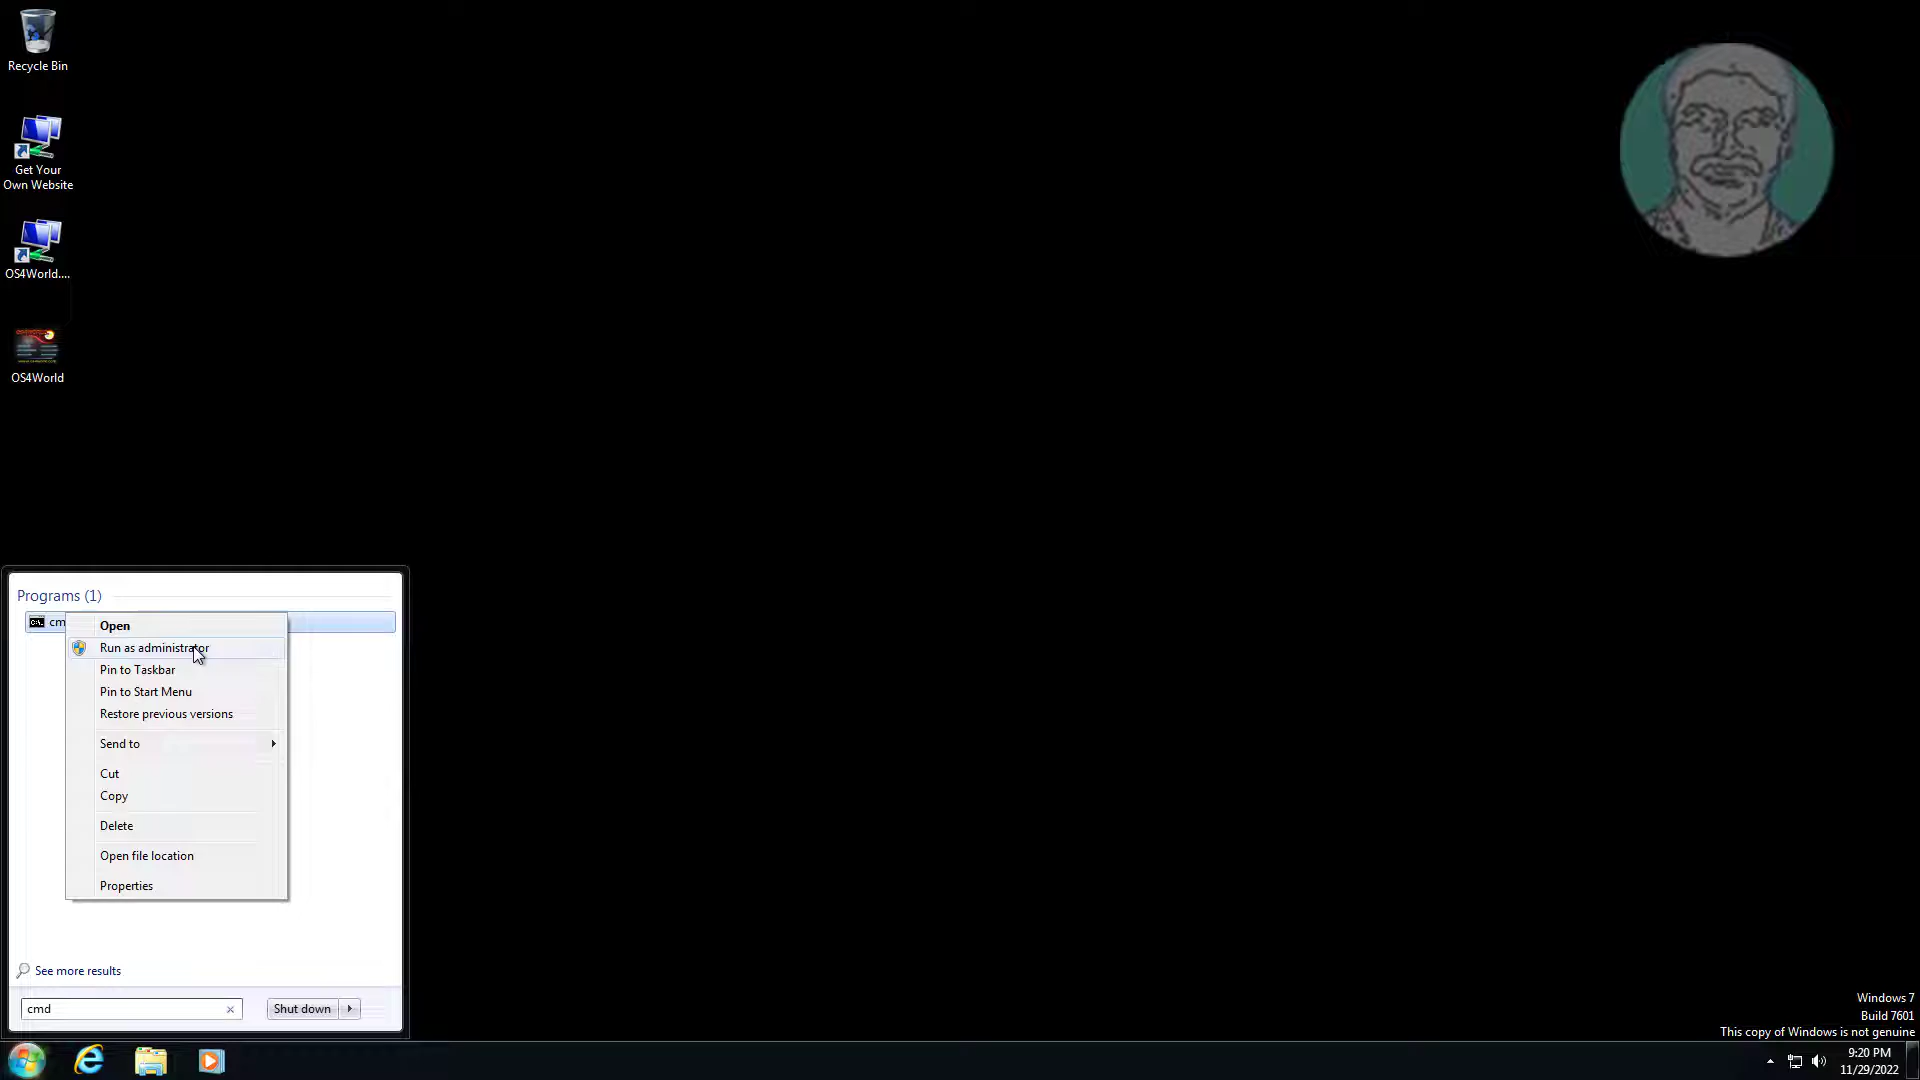 Recycle Bin
Get Your
Own Website
OS4World....
OS4World
Programs (1)
cm
Open
Run as administrator
Pin to Taskbar
Pin to Start Menu
Restore previous versions
Send to
Cut
Copy
Delete
Open file location
Properties
See more results
cmd
Shut down
Windows 7
Build 7601
This copy of Windows is not genuine
9:20 PM
11/29/2022